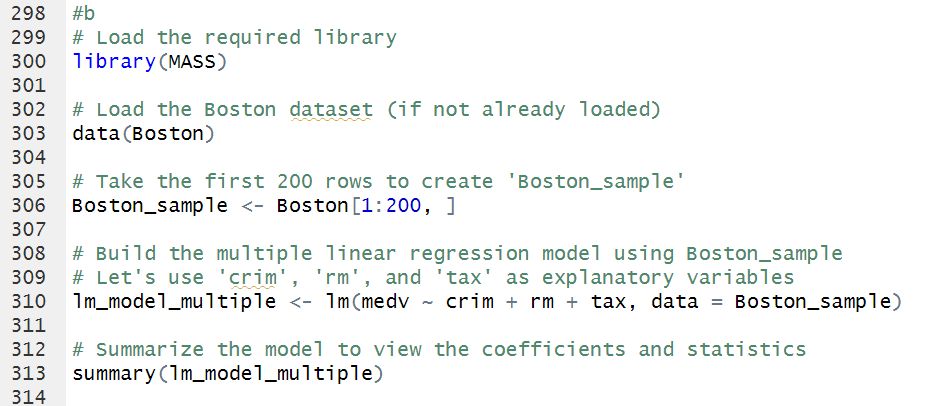 298 #b
299 # Load the required library
300 library(MASS)
301
302 # Load the Boston dataset (if not already loaded)
303 data(Boston)
304
305 # Take the first 200 rows to create 'Boston_sample'
306 Boston_sample <- Boston[1:200, ]
307
308 # Build the multiple linear regression model using Boston_sample
309 # Let's use 'crim', 'rm', and 'tax' as explanatory variables
310 lm_model_multiple <- lm(medv ~ crim + rm + tax, data = Boston_sample)
311
312 # Summarize the model to view the coefficients and statistics
313 summary(lm_model_multiple)
314